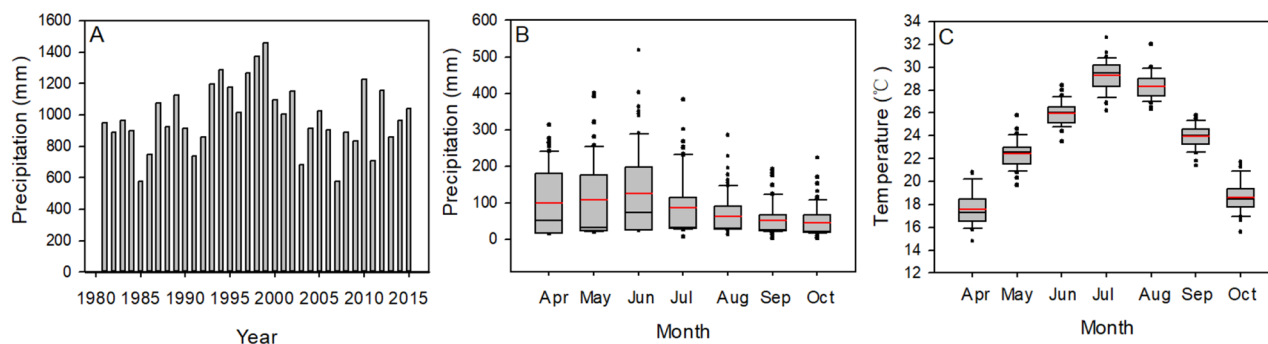 A
Precipitation (mm)
1600
1400
1200
1000
800
600
400
200
0
1980 1985 1990 1995 2000 2005 2010 2015
Year
B
Precipitation (mm)
600
500
400
300
200
100
0
Apr May Jun Jul Aug Sep Oct
Month
C
Temperature (℃)
34
32
30
28
26
24
22
20
18
16
14
12
Apr May Jun Jul Aug Sep Oct
Month